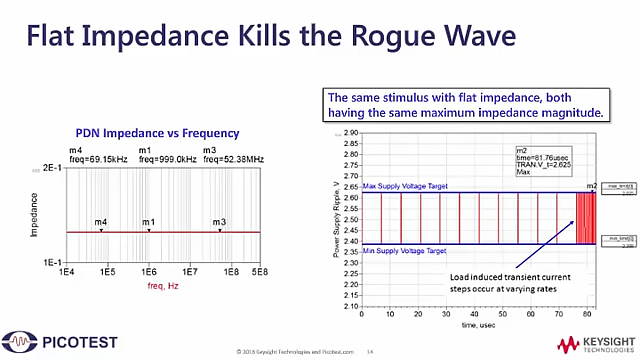 Flat Impedance Kills the Rogue Wave
The same stimulus with flat impedance, both
having the same maximum impedance magnitude.
PDN Impedance vs Frequency
m4
freq=69.15kHz
m1
freq=999.0kHz
m3
freq=52.38MHz
2E-1
Impedance
m4
m1
m3
1E-1
1E4
1E5
1E6
1E7
1E8
5E8
freq, Hz
2.90
2.85
2.80
2.75
2.70
2.65
2.60
2.55
2.50
2.45
2.40
2.35
2.30
2.25
2.20
2.15
2.10
Power Supply Ripple, V
m2
time=81.76usec
TRAN.V_t=2.625
Max
Max Supply Voltage Target
m2
Min Supply Voltage Target
Load induced transient current
steps occur at varying rates
0
10
20
30
40
50
60
70
80
time, usec
PICOTEST
© 2018 Keysight Technologies and Picotest.com
14
KEYSIGHT
TECHNOLOGIES